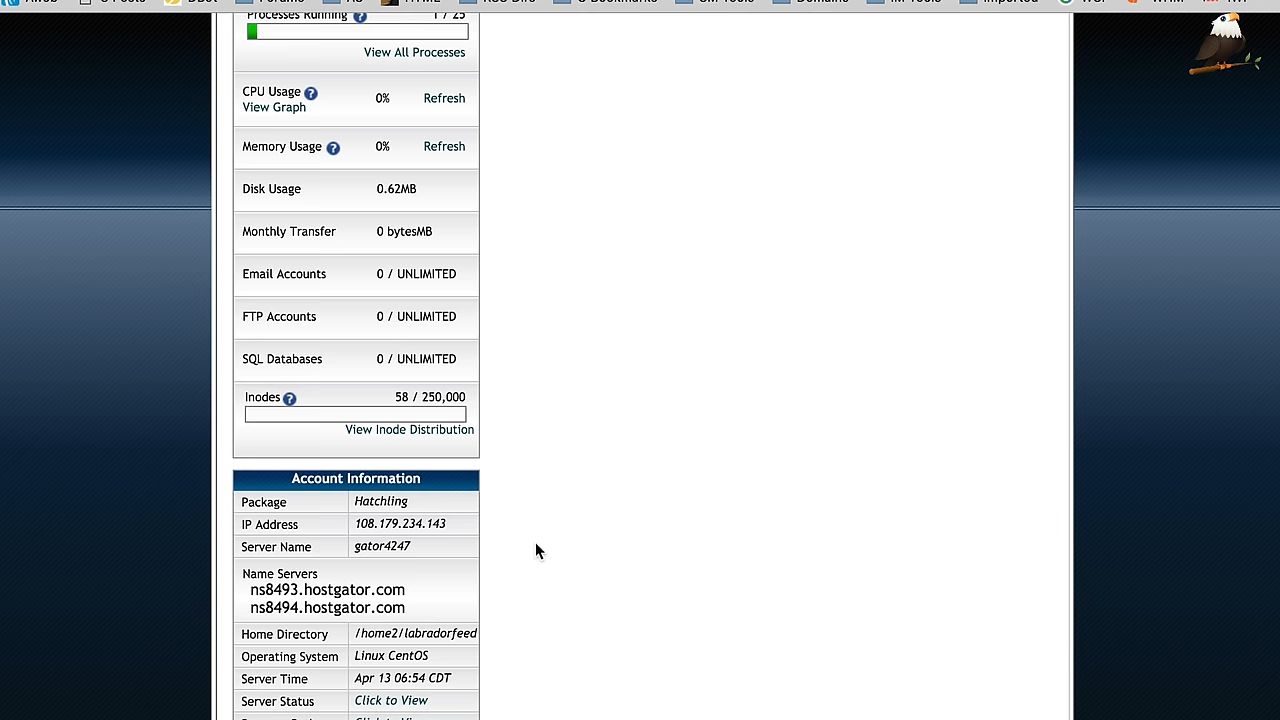 Processes Running 1 / 25
View All Processes
CPU Usage 0% Refresh
View Graph
Memory Usage 0% Refresh
Disk Usage 0.62MB
Monthly Transfer 0 bytesMB
Email Accounts 0 / UNLIMITED
FTP Accounts 0 / UNLIMITED
SQL Databases 0 / UNLIMITED
Inodes 58 / 250,000
View Inode Distribution
Account Information
Package Hatchling
IP Address 108.179.234.143
Server Name gator4247
Name Servers
ns8493.hostgator.com
ns8494.hostgator.com
Home Directory /home2/labradorfeed
Operating System Linux CentOS
Server Time Apr 13 06:54 CDT
Server Status Click to View